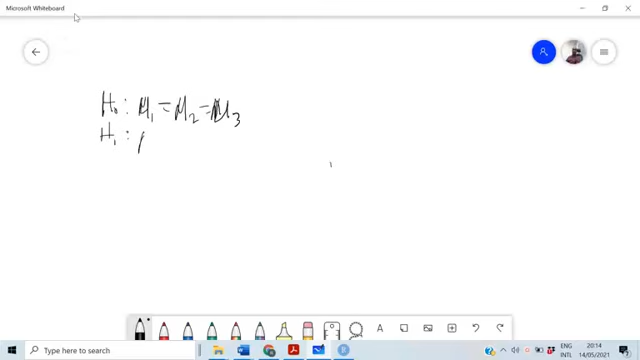 Microsoft Whiteboard
H₀: μ₁ = μ₂ = μ₃
H₁:
Type here to search
ENG
INTL
20:14
14/05/2021